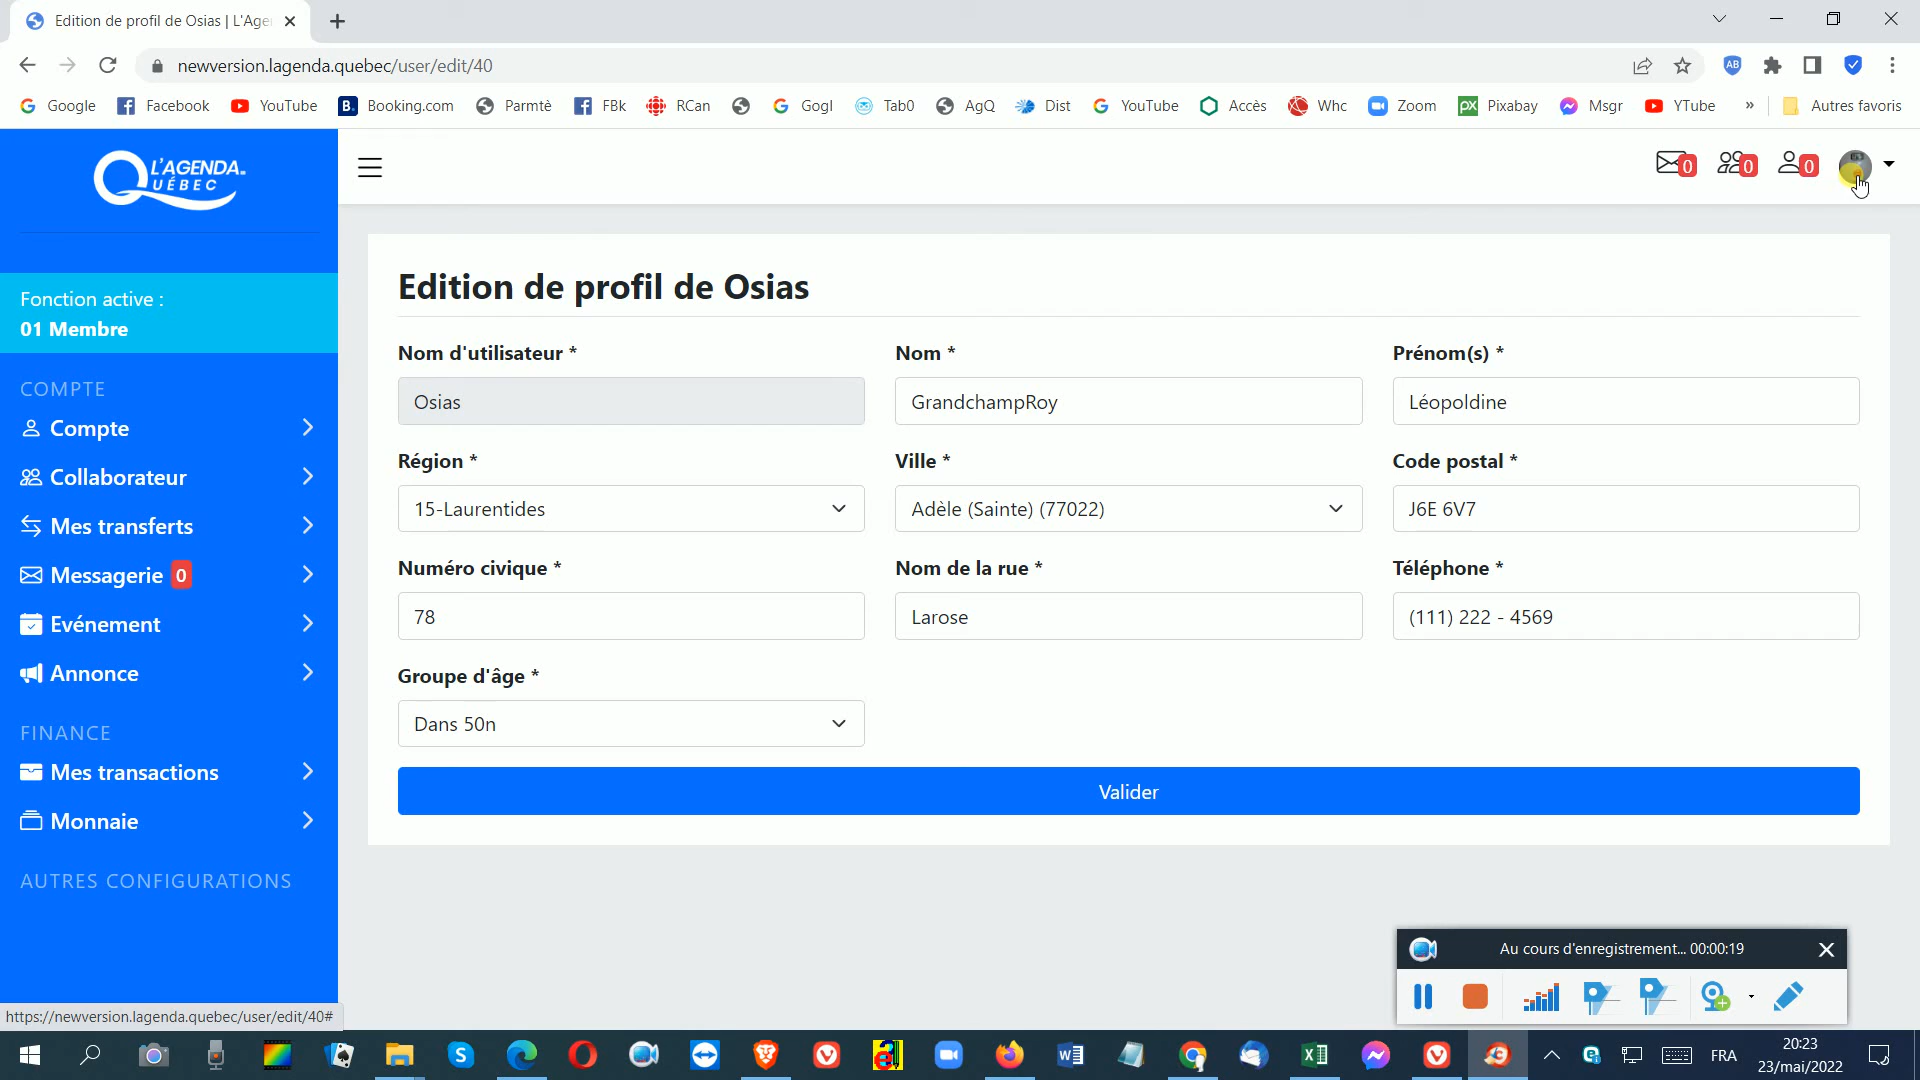 Edition de profil de Osias | L'Age
newversion.lagenda.quebec/user/edit/40
Google
Facebook
YouTube
B. Booking.com
Parmtè
FBk
RCan
Gogl
Tab0
AgQ
Dist
YouTube
Accès
Whc
Zoom
Pixabay
Msgr
YTube
»
Autres favoris
L'AGENDA.
QUÉBEC
0
0
0
Fonction active :
01 Membre
COMPTE
Compte
Collaborateur
Mes transferts
Messagerie 0
Evénement
Annonce
FINANCE
Mes transactions
Monnaie
AUTRES CONFIGURATIONS
Edition de profil de Osias
Nom d'utilisateur *
Osias
Nom *
GrandchampRoy
Prénom(s) *
Léopoldine
Région *
15-Laurentides
Ville *
Adèle (Sainte) (77022)
Code postal *
J6E 6V7
Numéro civique *
78
Nom de la rue *
Larose
Téléphone *
(111) 222 - 4569
Groupe d'âge *
Dans 50n
Valider
Au cours d'enregistrement... 00:00:19
https://newversion.lagenda.quebec/user/edit/40#
FRA
20:23
23/mai/2022